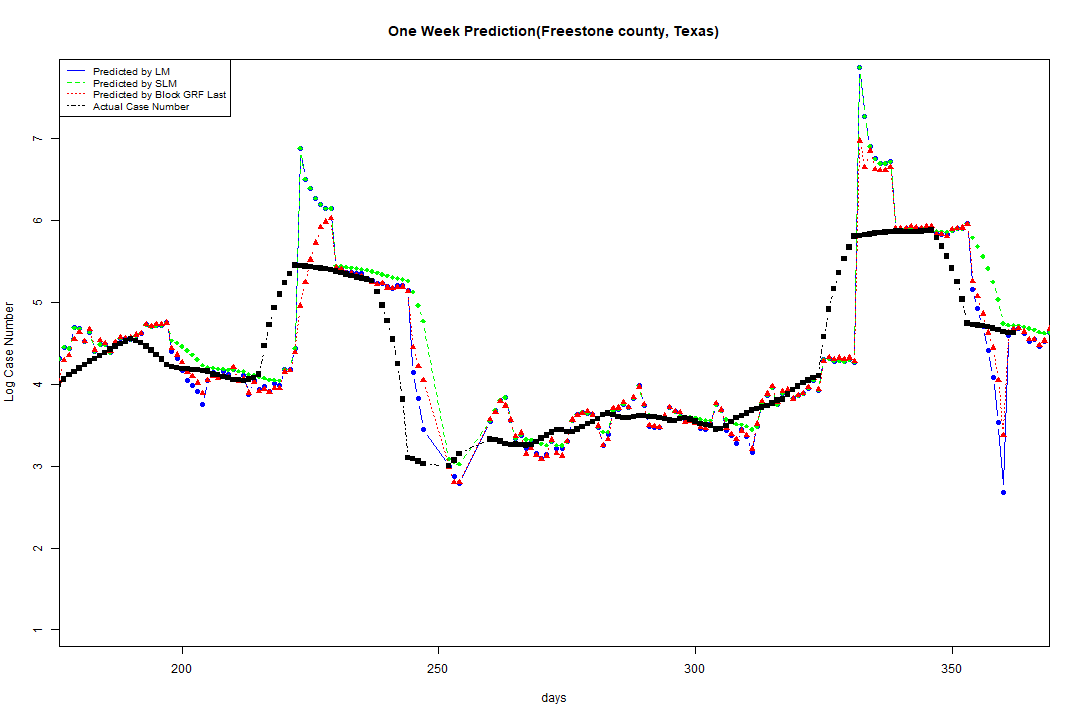 One Week Prediction(Freestone county, Texas)
Predicted by LM
Predicted by SLM
Predicted by Block GRF Last
Actual Case Number
7
6
5
4
3
2
1
Log Case Number
200
250
300
350
days